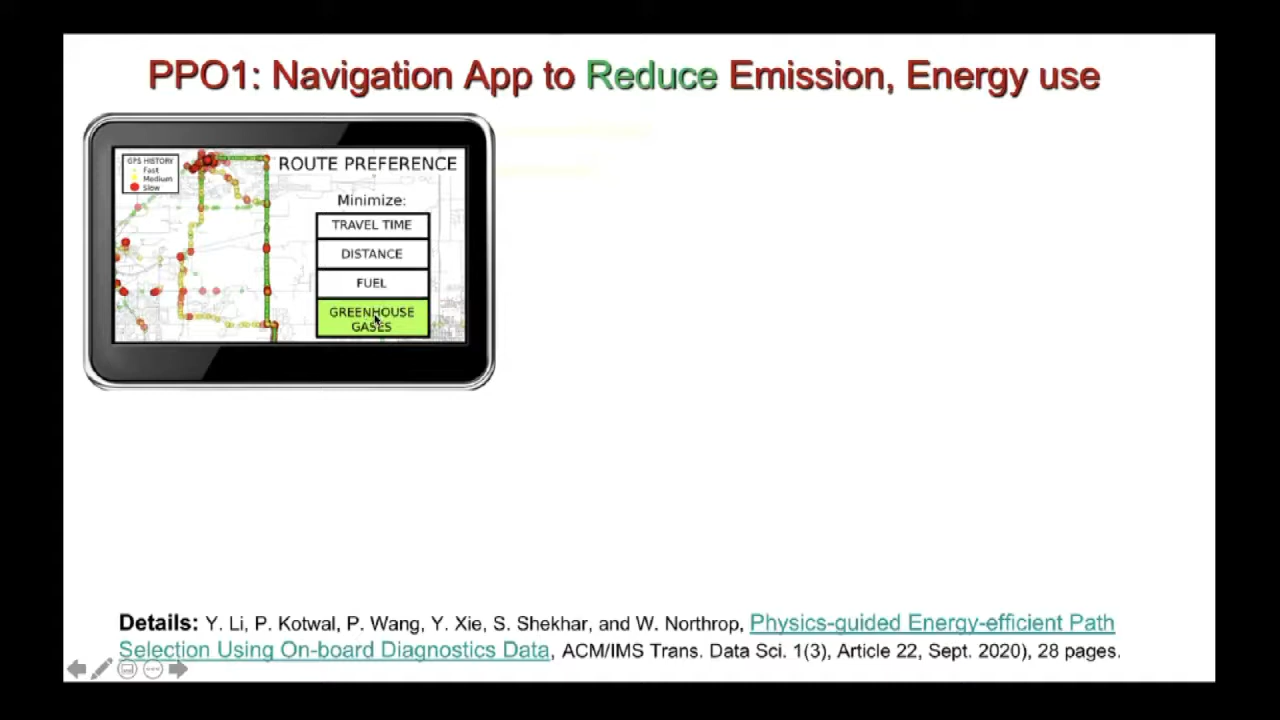 PPO1: Navigation App to Reduce Emission, Energy use
GPS HISTORY
Fast
Medium
Slow
ROUTE PREFERENCE
Minimize:
TRAVEL TIME
DISTANCE
FUEL
GREENHOUSE
GASES
Details: Y. Li, P. Kotwal, P. Wang, Y. Xie, S. Shekhar, and W. Northrop, Physics-guided Energy-efficient Path
Selection Using On-board Diagnostics Data, ACM/IMS Trans. Data Sci. 1(3), Article 22, Sept. 2020), 28 pages.